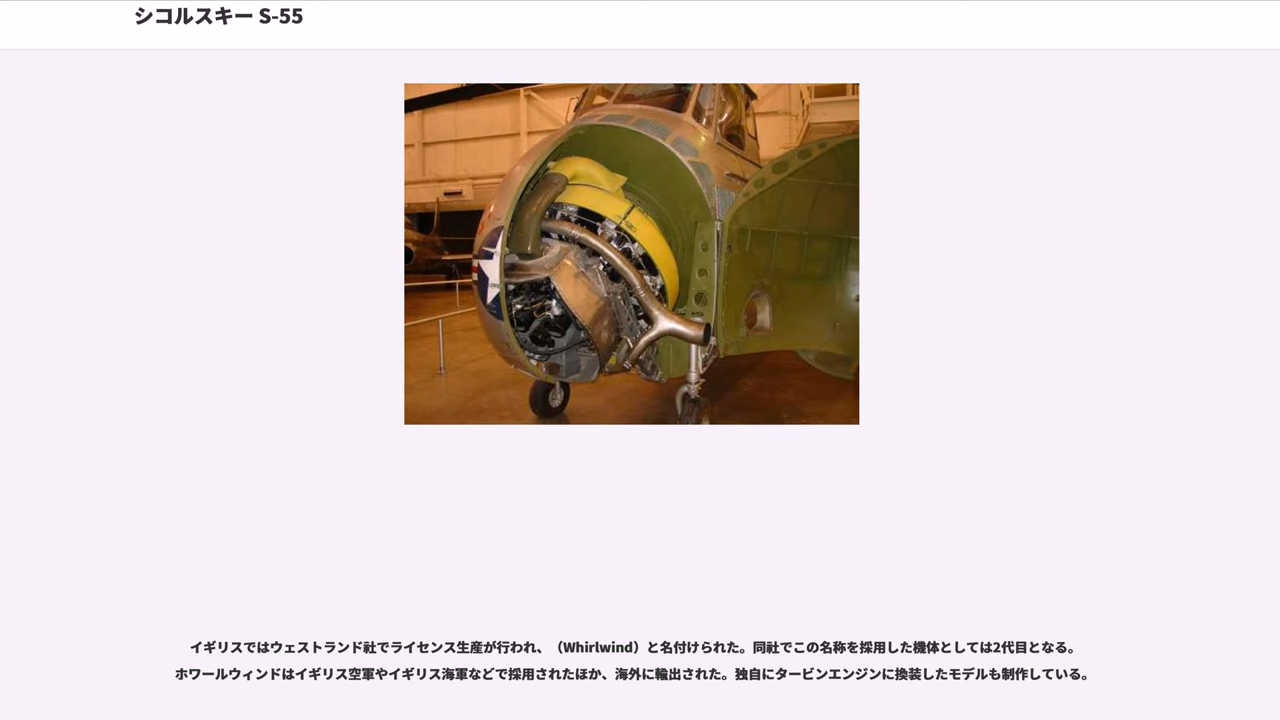 シコルスキー S-55
イギリスではウェストランド社でライセンス生産が行われ、（Whirlwind）と名付けられた。同社でこの名称を採用した機体としては2代目となる。
ホワールウィンドはイギリス空軍やイギリス海軍などで採用されたほか、海外に輸出された。独自にタービンエンジンに換装したモデルも制作している。